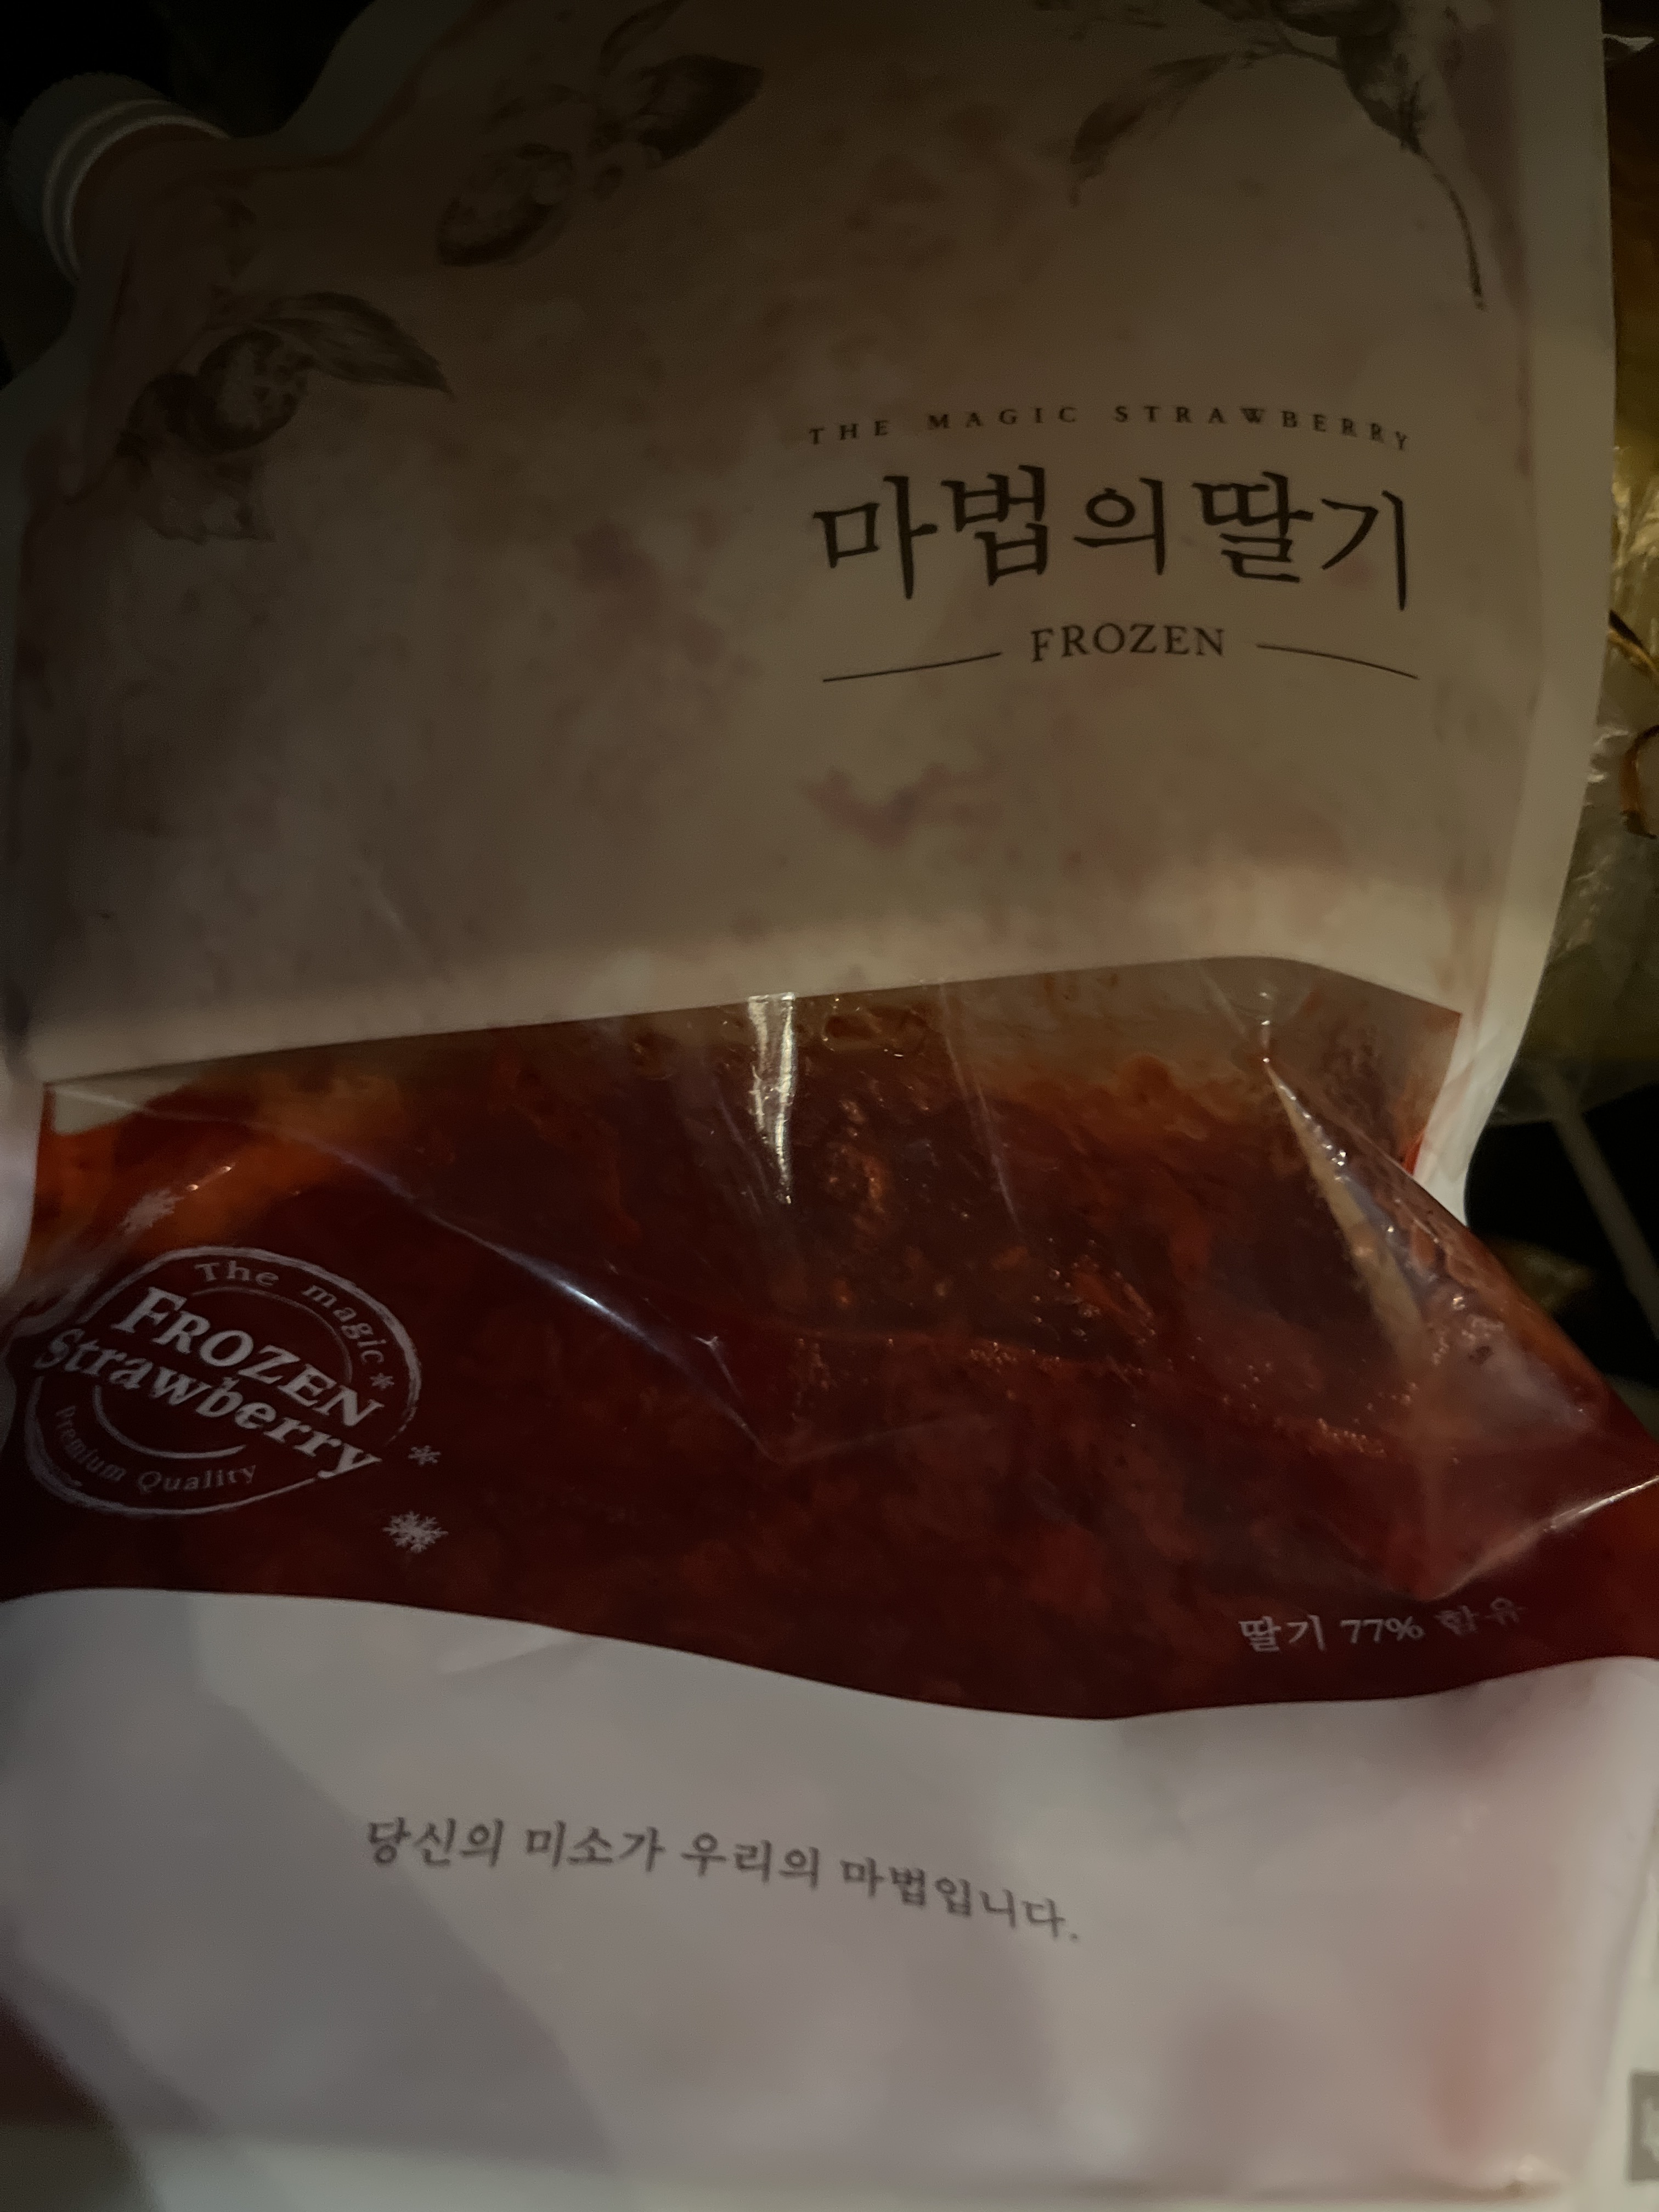 THE MAGIC STRAWBERRY
마법의딸기
FROZEN
The magic
FROZEN
Strawberry
Premium Quality
딸기 77% 함유
당신의 미소가 우리의 마법입니다.